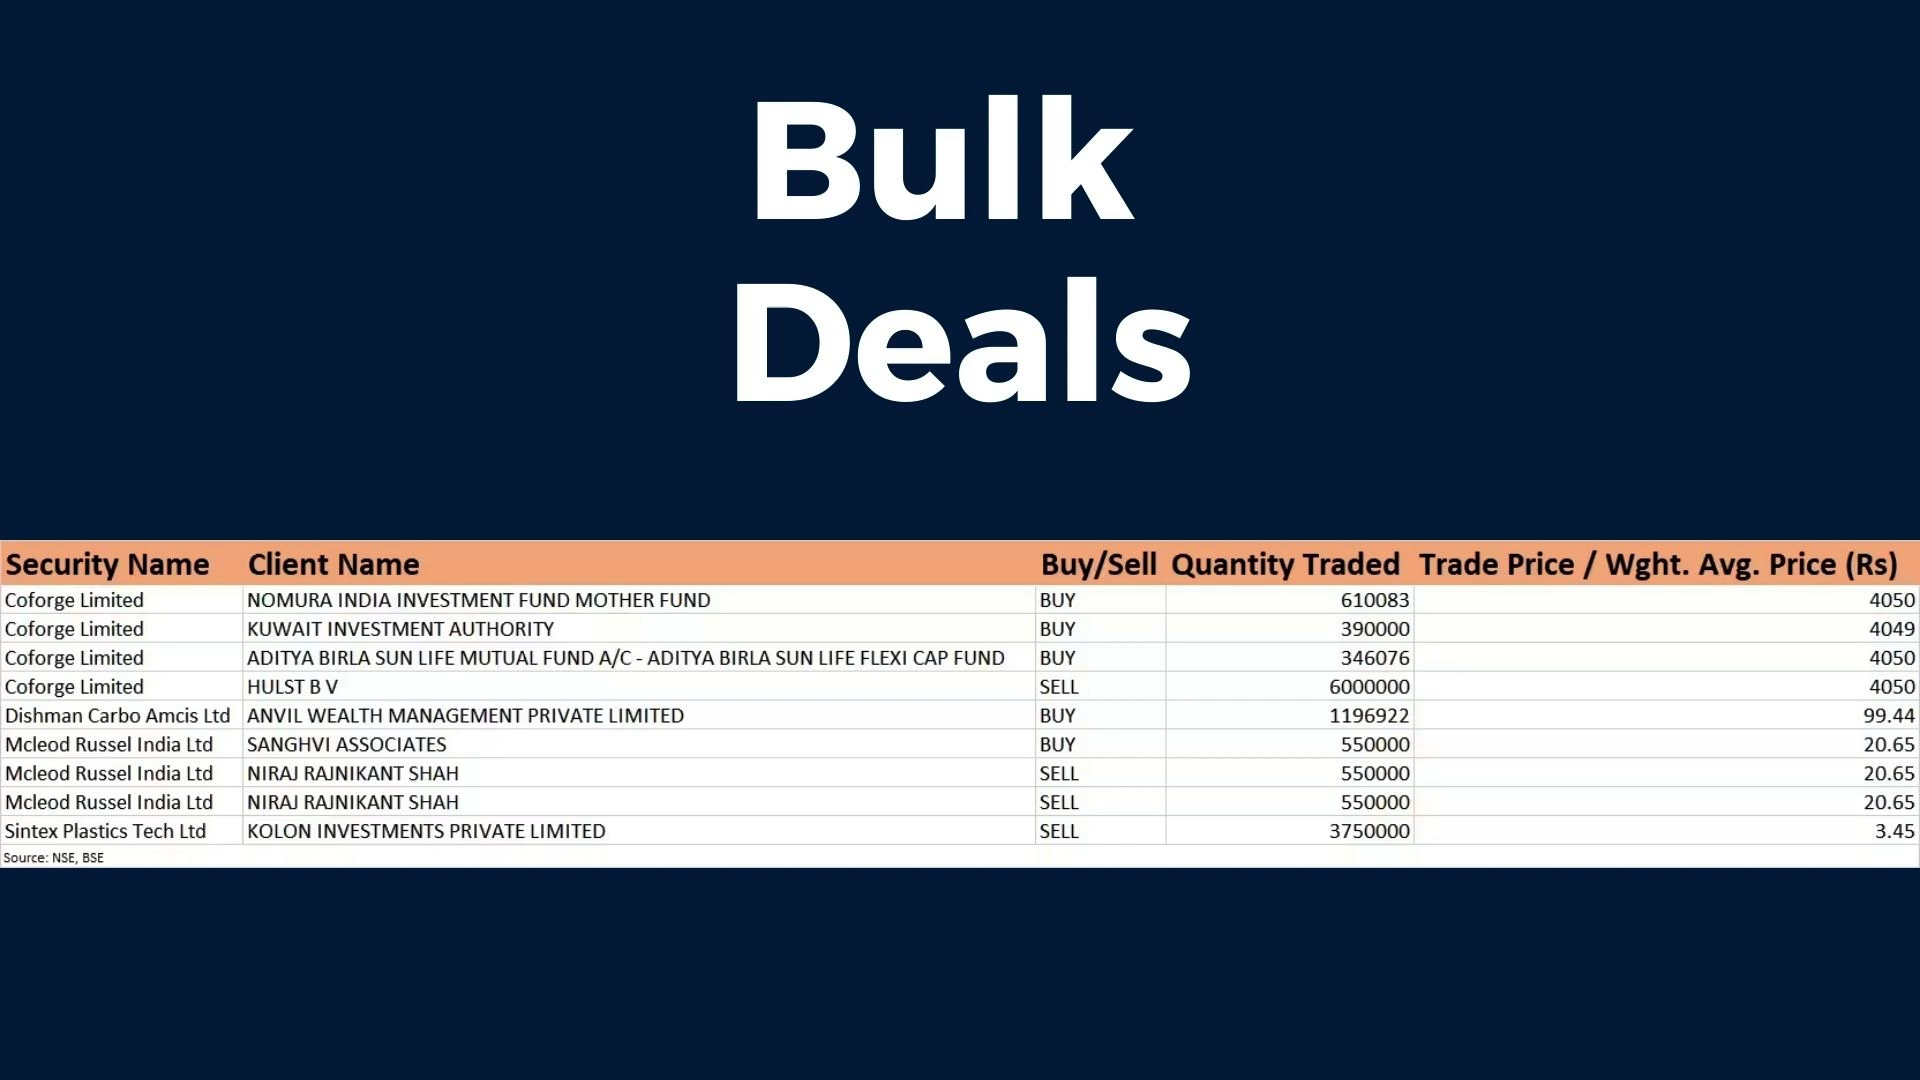 Bulk
Deals
Security Name Client Name Buy/Sell Quantity Traded Trade Price / Wght. Avg. Price (Rs)
Coforge Limited NOMURA INDIA INVESTMENT FUND MOTHER FUND BUY 610083 4050
Coforge Limited KUWAIT INVESTMENT AUTHORITY BUY 390000 4049
Coforge Limited ADITYA BIRLA SUN LIFE MUTUAL FUND A/C - ADITYA BIRLA SUN LIFE FLEXI CAP FUND BUY 346076 4050
Coforge Limited HULST B V SELL 6000000 4050
Dishman Carbo Amcis Ltd ANVIL WEALTH MANAGEMENT PRIVATE LIMITED BUY 1196922 99.44
Mcleod Russel India Ltd SANGHVI ASSOCIATES BUY 550000 20.65
Mcleod Russel India Ltd NIRAJ RAJNIKANT SHAH SELL 550000 20.65
Mcleod Russel India Ltd NIRAJ RAJNIKANT SHAH SELL 550000 20.65
Sintex Plastics Tech Ltd KOLON INVESTMENTS PRIVATE LIMITED SELL 3750000 3.45
Source: NSE, BSE